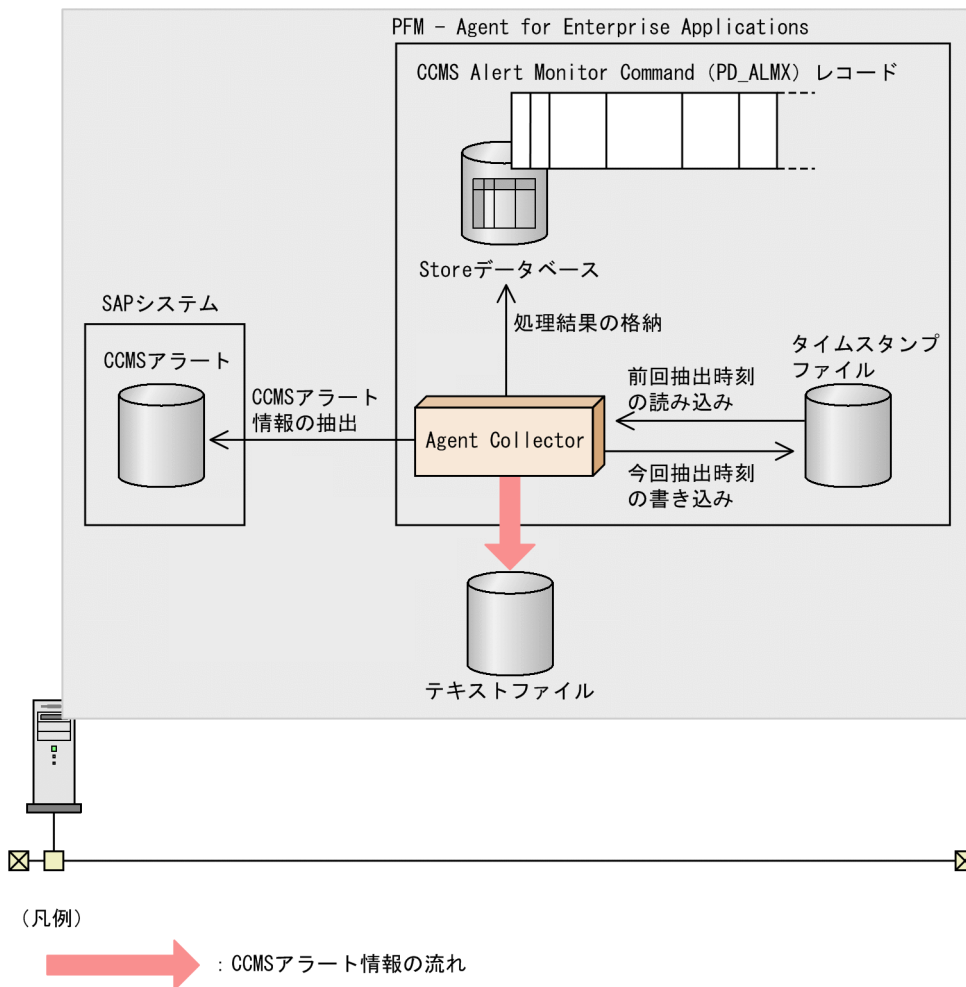 PFM - Agent for Enterprise Applications
CCMS Alert Monitor Command (PD_ALMX) レコード
Storeデータベース
SAPシステム
処理結果の格納
CCMSアラート
タイムスタンプ
ファイル
CCMSアラート
情報の抽出
前回抽出時刻
の読み込み
Agent Collector
今回抽出時刻
の書き込み
テキストファイル
(凡例)
:CCMSアラート情報の流れ